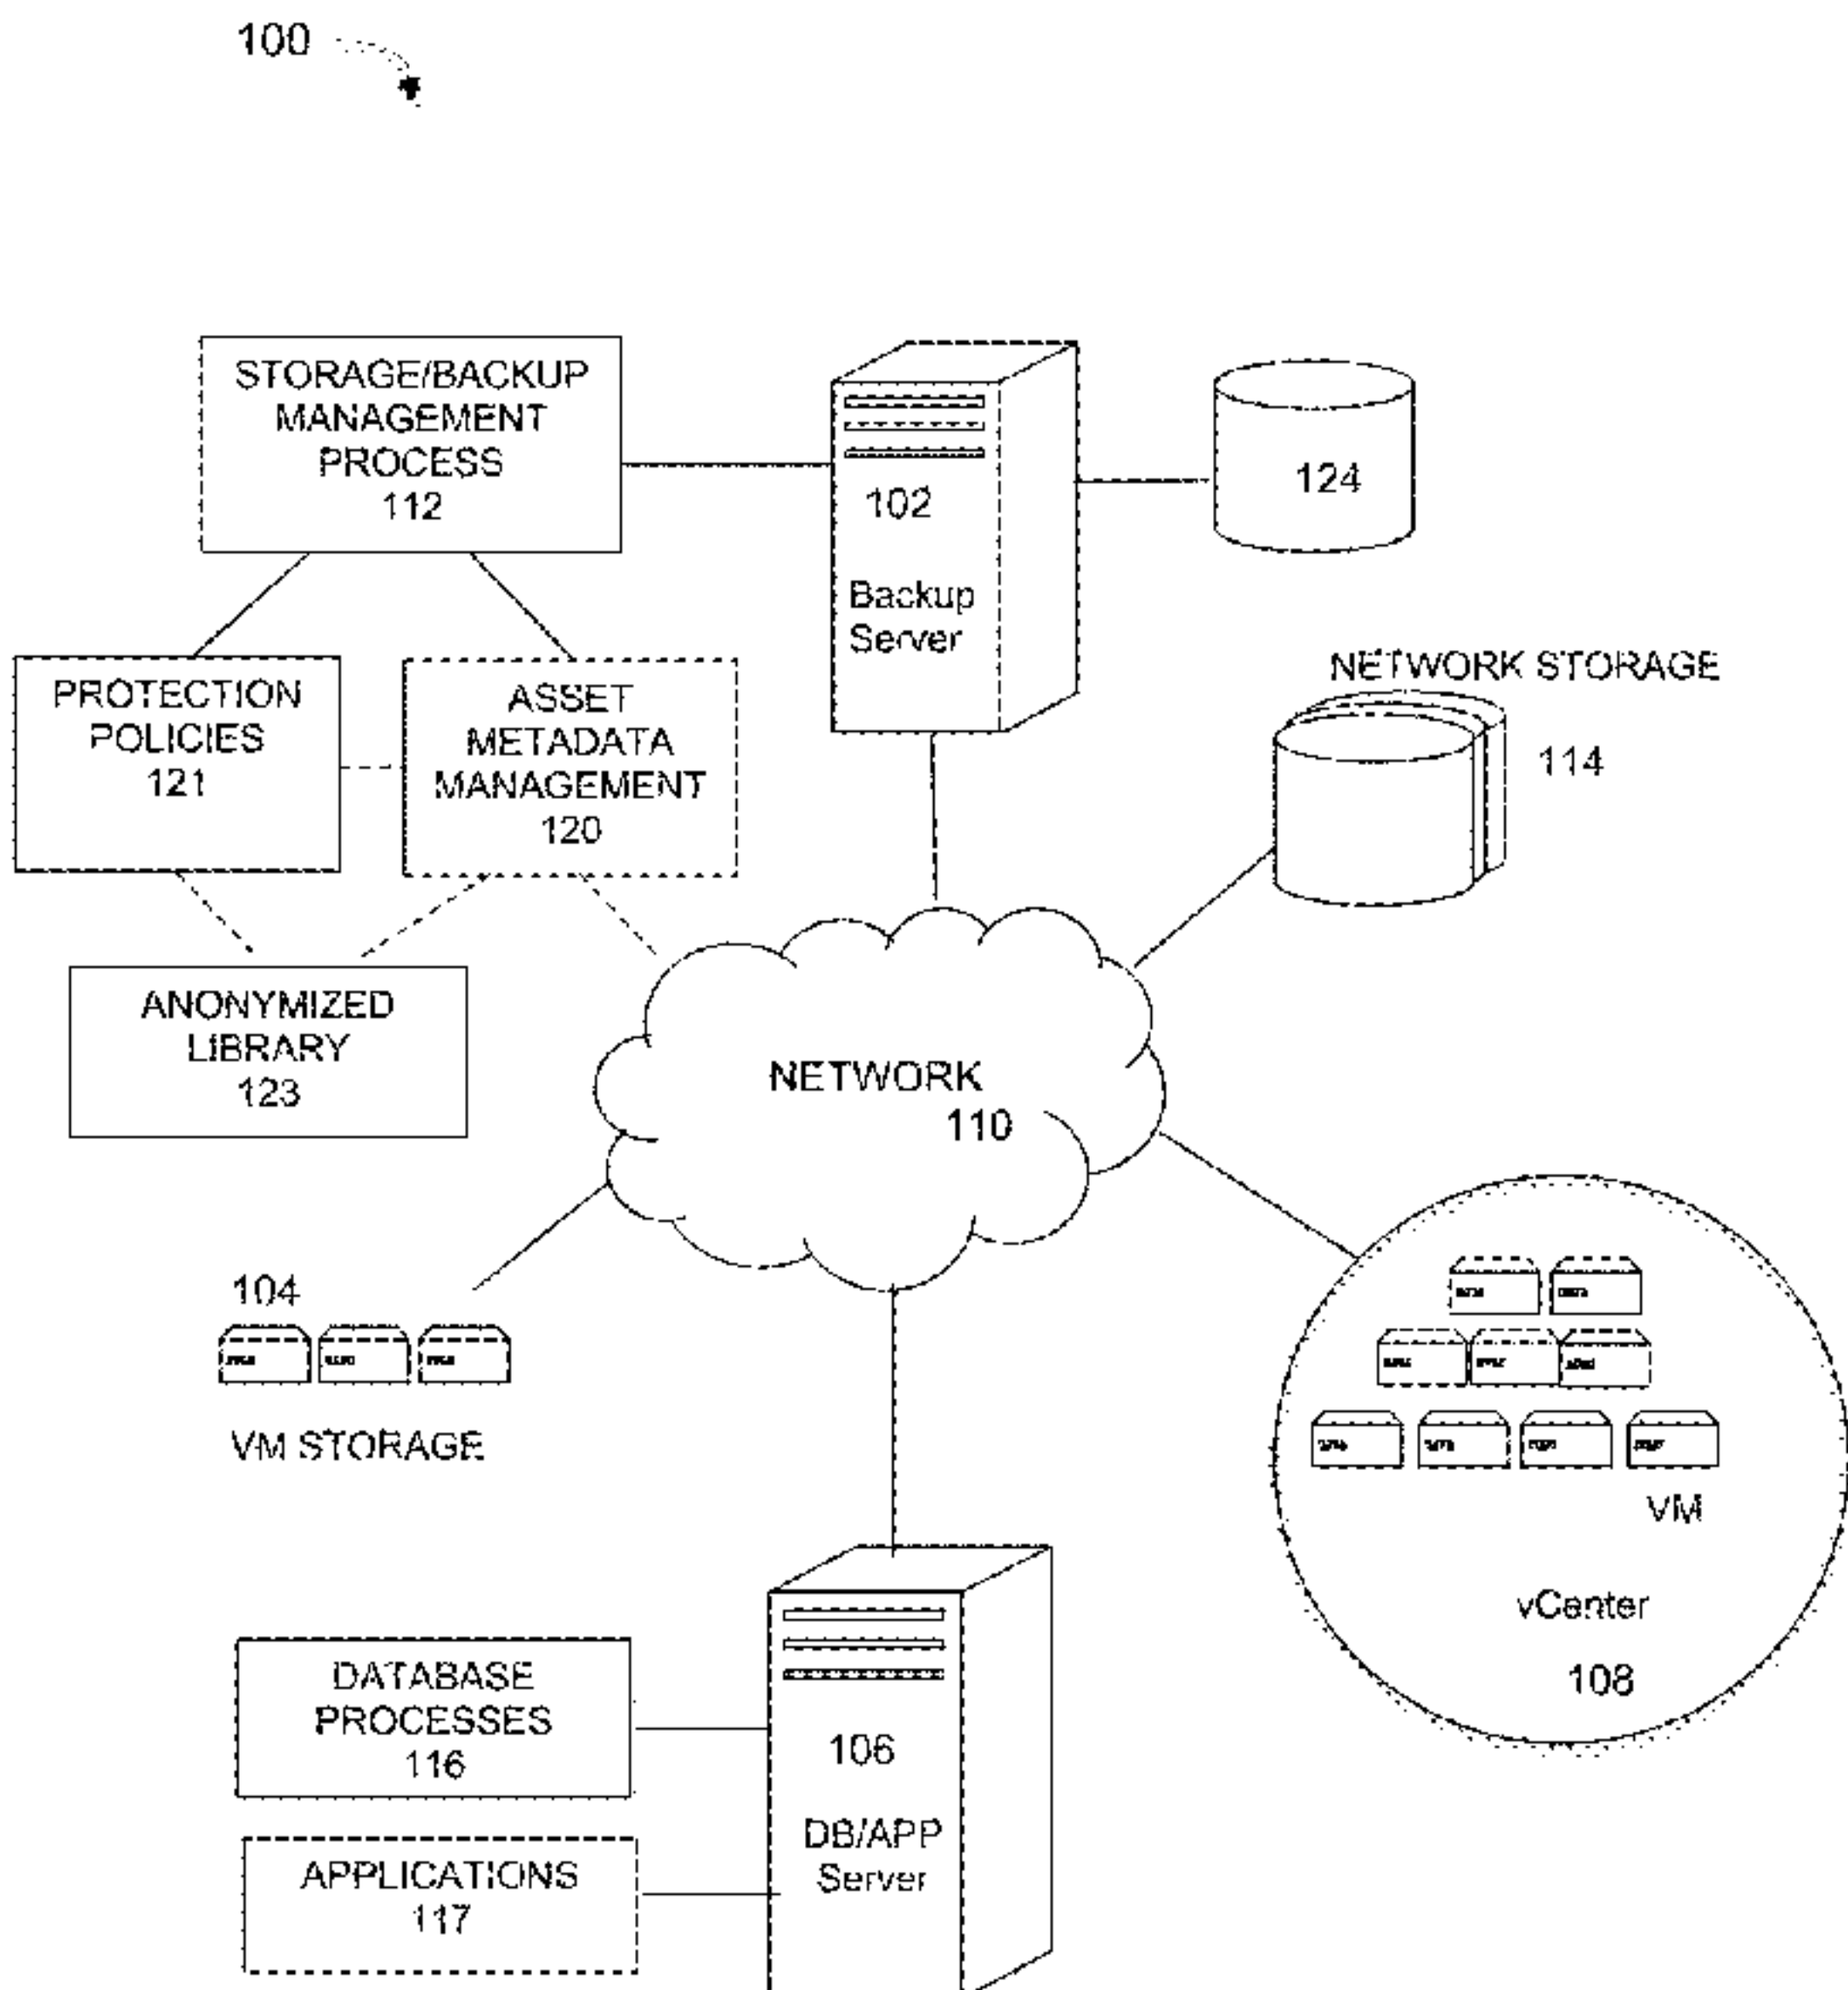 100
STORAGE/BACKUP
MANAGEMENT
PROCESS
112
102
Backup
Server
124
PROTECTION
POLICIES
121
ASSET
METADATA
MANAGEMENT
120
NETWORK STORAGE
114
ANONYMIZED
LIBRARY
123
NETWORK
110
104
VM STORAGE
VM
vCenter
108
DATABASE
PROCESSES
116
106
DB/APP
Server
APPLICATIONS
117